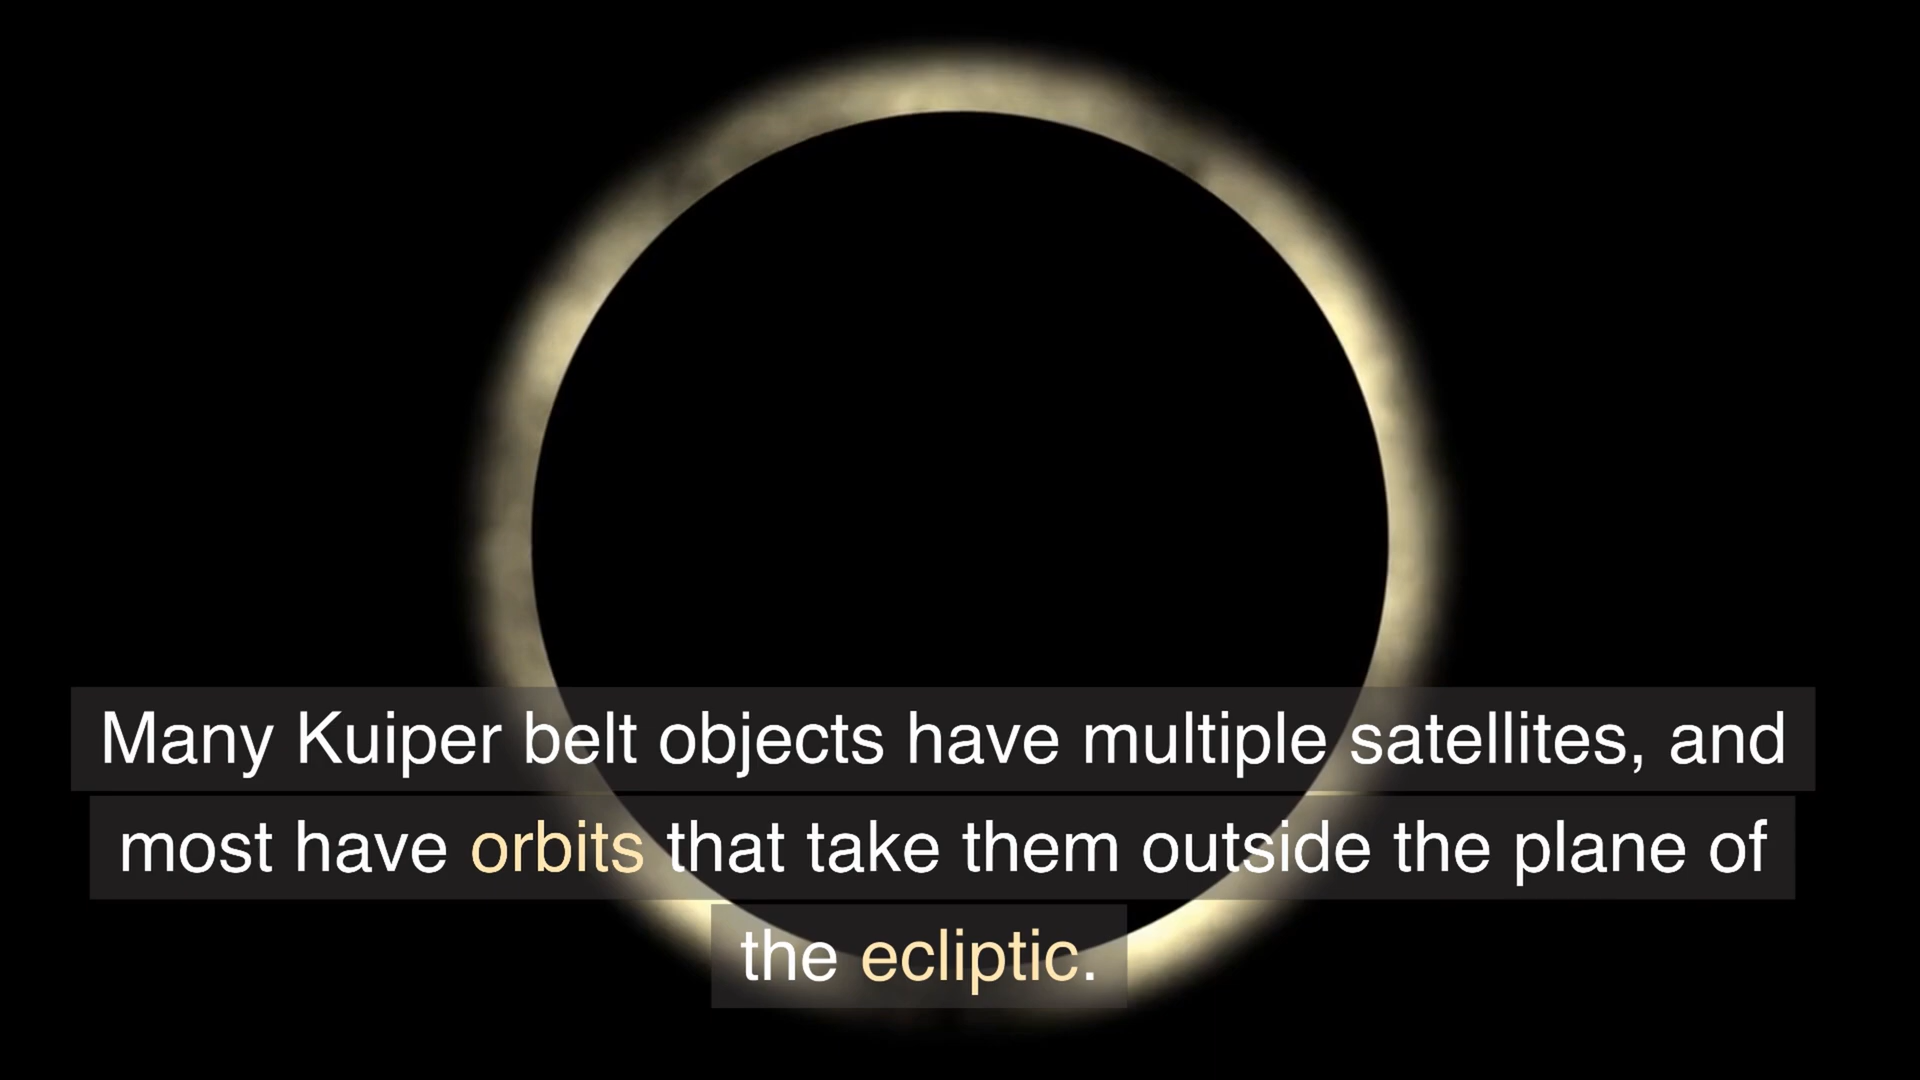 Many Kuiper belt objects have multiple satellites, and
most have orbits that take them outside the plane of
the ecliptic.